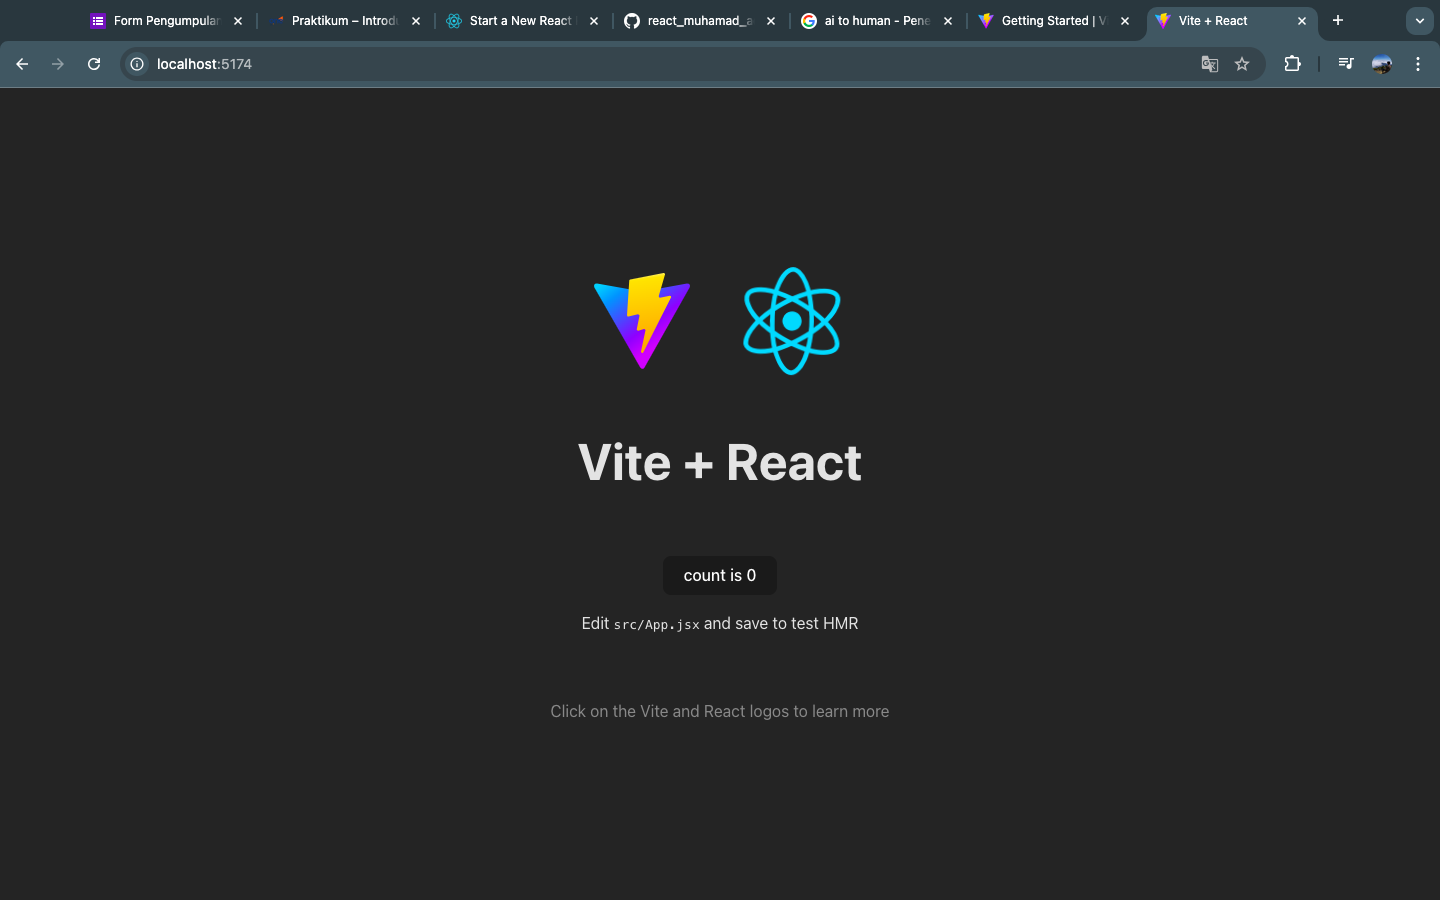 Form Pengumpula
Praktikum – Introdu
Start a New React
react_muhamad_a
ai to human - Pene
Getting Started | V
Vite + React
localhost:5174
Vite + React
count is 0
Edit src/App.jsx and save to test HMR
Click on the Vite and React logos to learn more